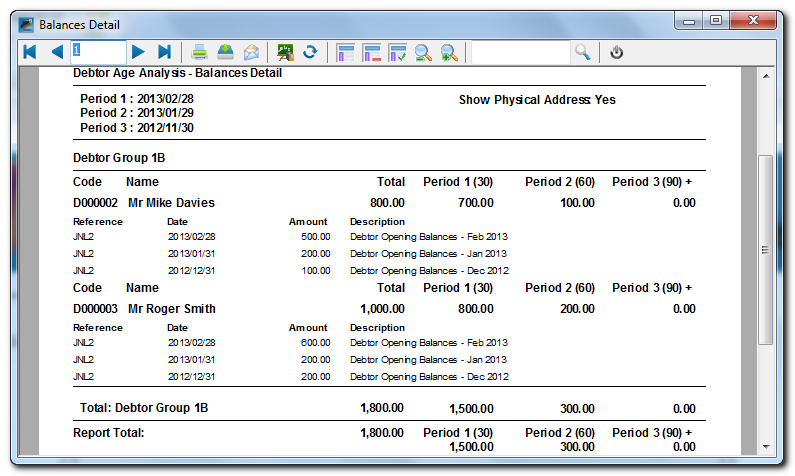 Balances Detail
1
Debtor Age Analysis - Balances Detail
Period 1 : 2013/02/28 Show Physical Address: Yes
Period 2 : 2013/01/29
Period 3 : 2012/11/30
Debtor Group 1B
Code Name Total Period 1 (30) Period 2 (60) Period 3 (90) +
D000002 Mr Mike Davies 800.00 700.00 100.00 0.00
Reference Date Amount Description
JNL2 2013/02/28 500.00 Debtor Opening Balances - Feb 2013
JNL2 2013/01/31 200.00 Debtor Opening Balances - Jan 2013
JNL2 2012/12/31 100.00 Debtor Opening Balances - Dec 2012
Code Name Total Period 1 (30) Period 2 (60) Period 3 (90) +
D000003 Mr Roger Smith 1,000.00 800.00 200.00 0.00
Reference Date Amount Description
JNL2 2013/02/28 600.00 Debtor Opening Balances - Feb 2013
JNL2 2013/01/31 200.00 Debtor Opening Balances - Jan 2013
JNL2 2012/12/31 200.00 Debtor Opening Balances - Dec 2012
Total: Debtor Group 1B 1,800.00 1,500.00 300.00 0.00
Report Total: 1,800.00 Period 1 (30) Period 2 (60) Period 3 (90) +
1,500.00 300.00 0.00